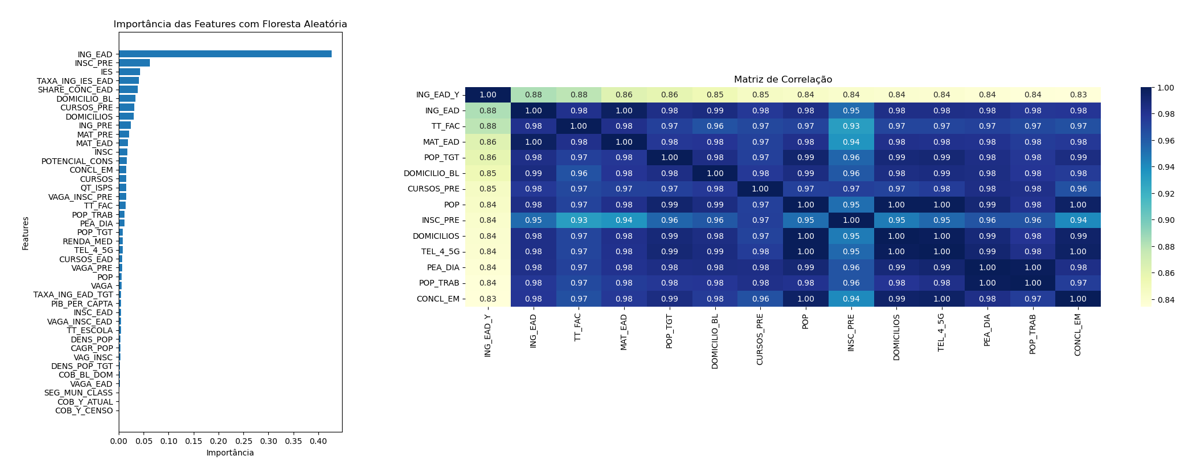 Importância das Features com Floresta Aleatória
Features
ING_EAD
INSC_PRE
IES
TAXA_ING_IES_EAD
SHARE_CONC_EAD
DOMICILIO_BL
CURSOS_PRE
DOMICILIOS
ING_PRE
MAT_PRE
MAT_EAD
INSC
POTENCIAL_CONS
CONCL_EM
CURSOS
QT_ISPS
VAGA_INSC_PRE
TT_FAC
POP_TRAB
PEA_DIA
POP_TGT
RENDA_MED
TEL_4_5G
CURSOS_EAD
VAGA_PRE
POP
VAGA
TAXA_ING_EAD_TGT
PIB_PER_CAPTA
INSC_EAD
VAGA_INSC_EAD
TT_ESCOLA
DENS_POP
CAGR_POP
VAG_INSC
DENS_POP_TGT
COB_BL_DOM
VAGA_EAD
SEG_MUN_CLASS
COB_Y_ATUAL
COB_Y_CENSO
0.00 0.05 0.10 0.15 0.20 0.25 0.30 0.35 0.40
Importância
Matriz de Correlação
ING_EAD_Y 1.00 0.88 0.88 0.86 0.86 0.85 0.85 0.84 0.84 0.84 0.84 0.84 0.84 0.83
ING_EAD 0.88 1.00 0.98 1.00 0.98 0.99 0.98 0.98 0.95 0.98 0.98 0.98 0.98 0.98
TT_FAC 0.88 0.98 1.00 0.98 0.97 0.96 0.97 0.97 0.93 0.97 0.97 0.97 0.97 0.97
MAT_EAD 0.86 1.00 0.98 1.00 0.98 0.98 0.97 0.98 0.94 0.98 0.98 0.98 0.98 0.98
POP_TGT 0.86 0.98 0.97 0.98 1.00 0.98 0.97 0.99 0.96 0.99 0.99 0.98 0.98 0.99
DOMICILIO_BL 0.85 0.99 0.96 0.98 0.98 1.00 0.98 0.99 0.96 0.99 0.99 0.98 0.98 0.98
CURSOS_PRE 0.85 0.98 0.97 0.97 0.97 0.98 1.00 0.97 0.97 0.97 0.98 0.98 0.98 0.96
POP 0.84 0.98 0.97 0.98 0.99 0.99 0.97 1.00 0.95 1.00 1.00 0.99 0.98 1.00
INSC_PRE 0.84 0.95 0.93 0.94 0.96 0.96 0.97 0.95 1.00 0.95 0.95 0.96 0.96 0.94
DOMICILIOS 0.84 0.98 0.97 0.98 0.99 0.99 0.97 1.00 0.95 1.00 1.00 0.99 0.98 0.99
TEL_4_5G 0.84 0.98 0.97 0.98 0.99 0.99 0.98 1.00 0.95 1.00 1.00 0.99 0.98 1.00
PEA_DIA 0.84 0.98 0.97 0.98 0.98 0.98 0.98 0.99 0.96 0.99 0.99 1.00 1.00 0.98
POP_TRAB 0.84 0.98 0.97 0.98 0.98 0.98 0.98 0.98 0.96 0.98 0.98 1.00 1.00 0.97
CONCL_EM 0.83 0.98 0.97 0.98 0.99 0.98 0.96 1.00 0.94 0.99 1.00 0.98 0.97 1.00
ING_EAD_Y ING_EAD TT_FAC MAT_EAD POP_TGT DOMICILIO_BL CURSOS_PRE POP INSC_PRE DOMICILIOS TEL_4_5G PEA_DIA POP_TRAB CONCL_EM
1.00
0.98
0.96
0.94
0.92
0.90
0.88
0.86
0.84